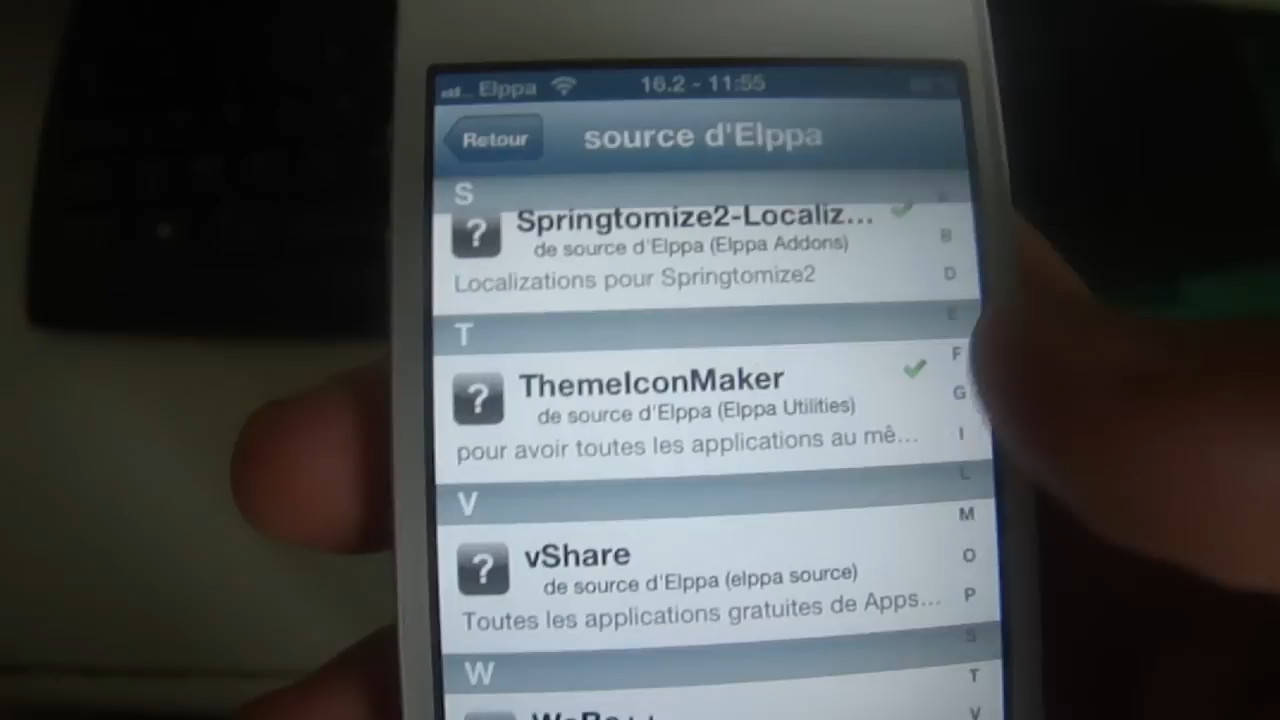 Elppa 16.2 - 11:55
Retour source d'Elppa
S
Springtomize2-Localiz...
de source d'Elppa (Elppa Addons)
Localizations pour Springtomize2
T
ThemeIconMaker
de source d'Elppa (Elppa Utilities)
pour avoir toutes les applications au mê...
V
vShare
de source d'Elppa (elppa source)
Toutes les applications gratuites de Apps...
W
B
D
E
F
G
I
L
M
O
P
S
T
V